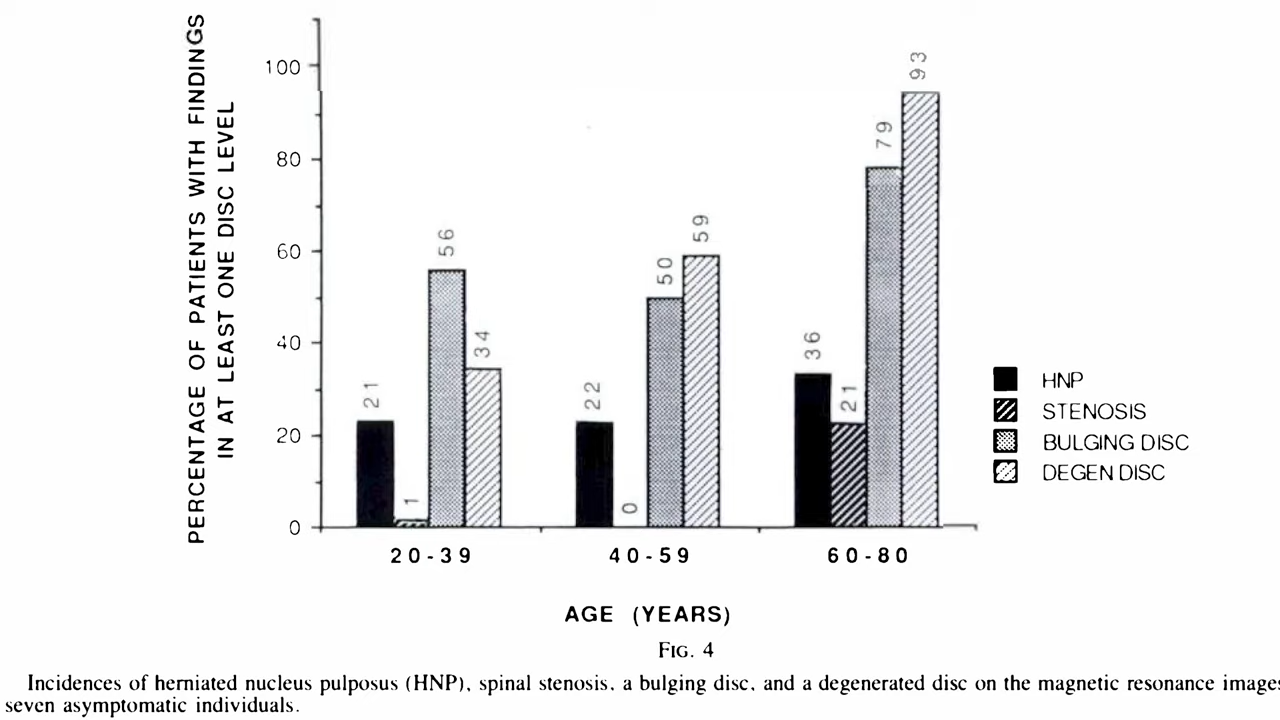 PERCENTAGE OF PATIENTS WITH FINDINGS
IN AT LEAST ONE DISC LEVEL
100
80
60
40
20
0
21
1
56
34
22
0
50
59
36
21
79
93
HNP
STENOSIS
BULGING DISC
DEGEN DISC
20-39
40-59
60-80
AGE (YEARS)
FIG. 4
Incidences of herniated nucleus pulposus (HNP), spinal stenosis, a bulging disc, and a degenerated disc on the magnetic resonance images
seven asymptomatic individuals.